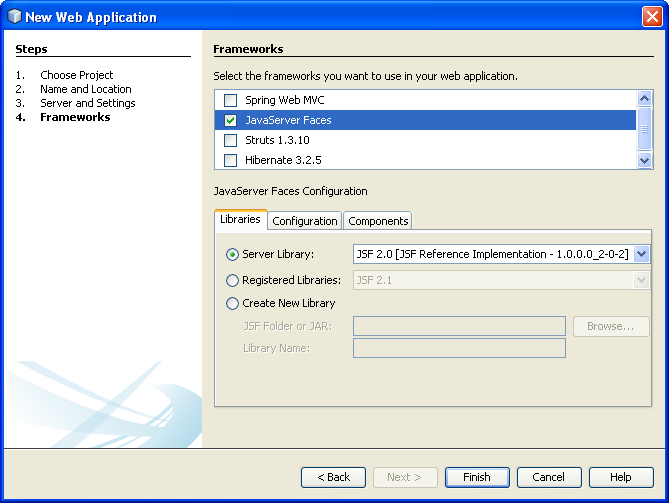 New Web Application
Steps
1. Choose Project
2. Name and Location
3. Server and Settings
4. Frameworks
Frameworks
Select the frameworks you want to use in your web application.
Spring Web MVC
JavaServer Faces
Struts 1.3.10
Hibernate 3.2.5
JavaServer Faces Configuration
Libraries Configuration Components
Server Library: JSF 2.0 [JSF Reference Implementation - 1.0.0.0_2-0-2]
Registered Libraries: JSF 2.1
Create New Library
JSF Folder or JAR: Browse...
Library Name:
< Back Next > Finish Cancel Help